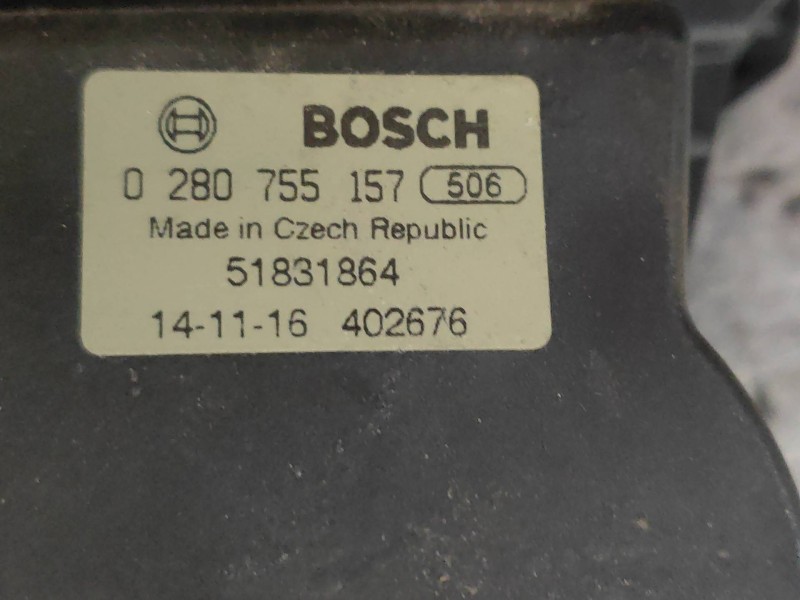 BOSCH
0 280 755 157 506
Made in Czech Republic
51831864
14-11-16 402676